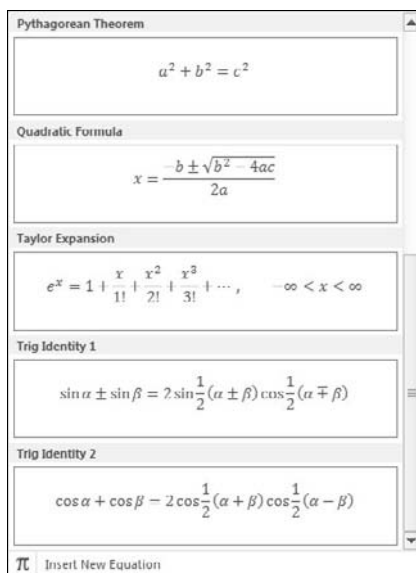 Pythagorean Theorem
a² + b² = c²
Quadratic Formula
x = (-b ± √(b² - 4ac)) / 2a
Taylor Expansion
eˣ = 1 + x/1! + x²/2! + x³/3! + ⋯ , -∞ < x < ∞
Trig Identity 1
sin α ± sin β = 2 sin 1/2 (α ± β) cos 1/2 (α ∓ β)
Trig Identity 2
cos α + cos β = 2 cos 1/2 (α + β) cos 1/2 (α − β)
π Insert New Equation